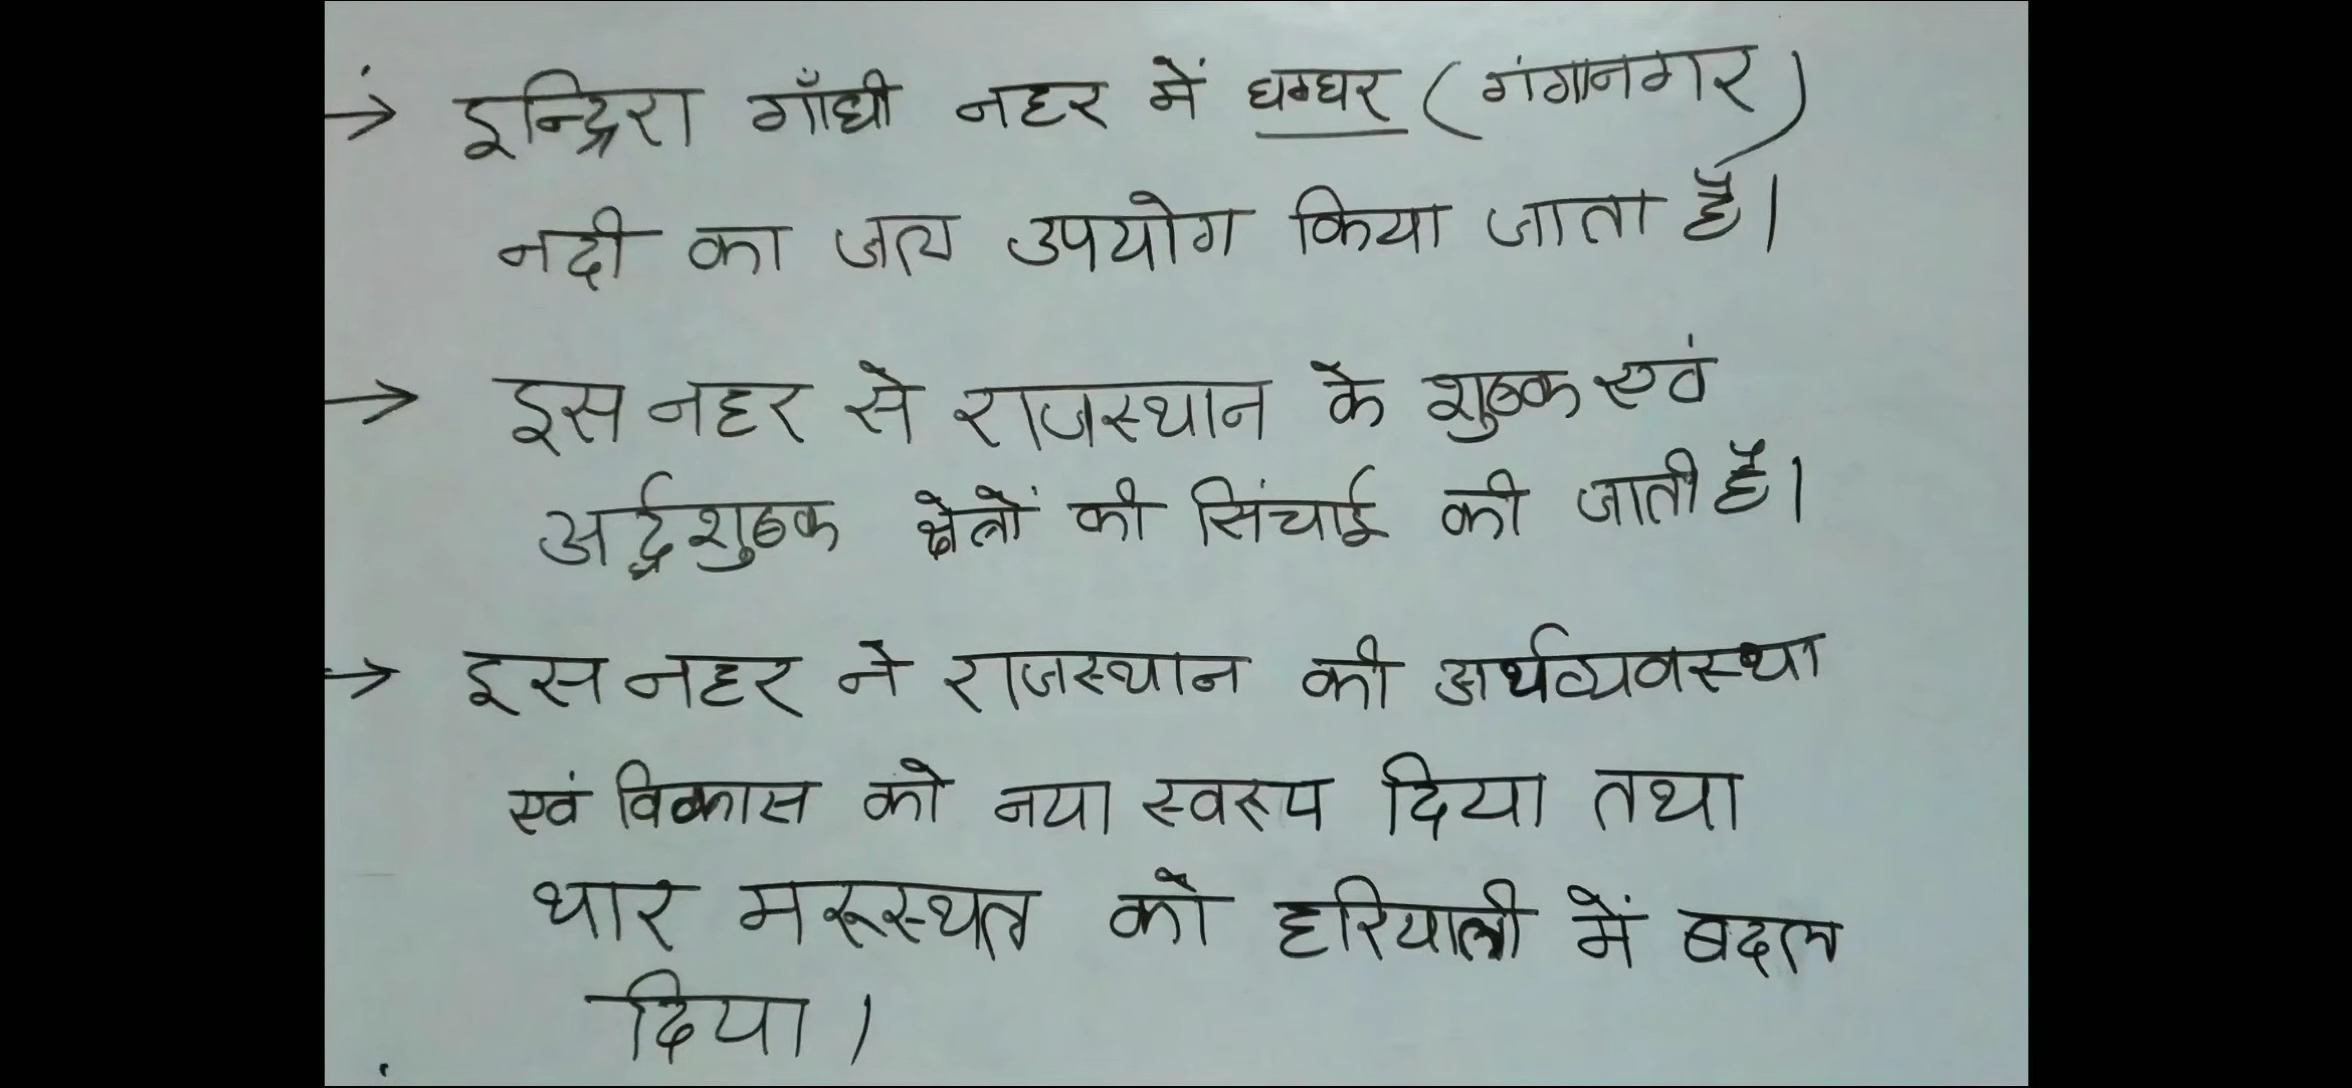 → इन्द्रिरा गाँधी नहर में घग्घर (गंगानगर)
नदी का जल उपयोग किया जाता है।
→ इस नहर से राजस्थान के शुष्क एवं
अर्द्धशुष्क क्षेत्रों की सिंचाई की जाती है।
→ इस नहर ने राजस्थान की अर्थव्यवस्था
एवं विकास को नया स्वरूप दिया तथा
थार मरूस्थल को हरियाली में बदल
दिया।